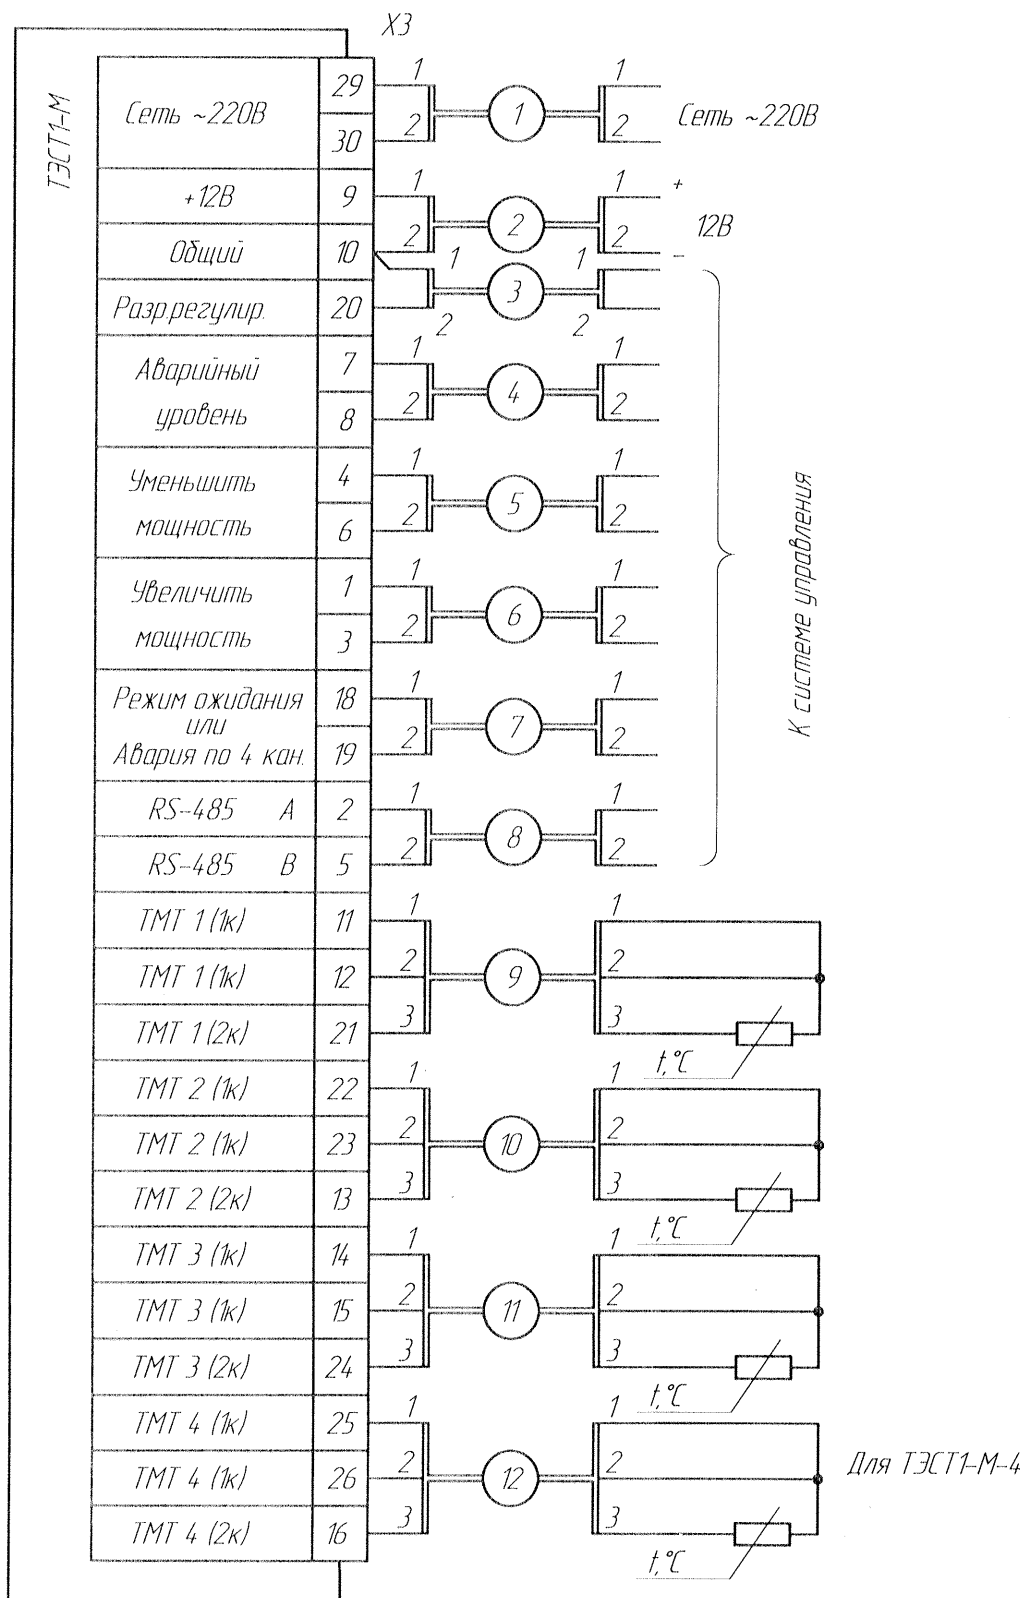 X3
ТЭСТ1-М
Сеть ~220В 29 1 1 1 Сеть ~220В
30 2 2
+12В 9 1 2 1 + 12В
Общий 10 2 2 -
1 3 1
Разр.регулир. 20 2 2
Аварийный 7 1 4 1
уровень 8 2 2
Уменьшить 4 1 5 1
мощность 6 2 2
Увеличить 1 1 6 1
мощность 3 2 2
Режим ожидания 18 1 7 1
или
Авария по 4 кан. 19 2 2
RS-485 A 2 1 8 1
RS-485 B 5 2 2
К системе управления
ТМТ 1 (1к) 11 1 1
ТМТ 1 (1к) 12 2 9 2
ТМТ 1 (2к) 21 3 3
t,°C
ТМТ 2 (1к) 22 1 1
ТМТ 2 (1к) 23 2 10 2
ТМТ 2 (2к) 13 3 3
t,°C
ТМТ 3 (1к) 14 1 1
ТМТ 3 (1к) 15 2 11 2
ТМТ 3 (2к) 24 3 3
t,°C
ТМТ 4 (1к) 25 1 1
ТМТ 4 (1к) 26 2 12 2 Для ТЭСТ1-М-4
ТМТ 4 (2к) 16 3 3
t,°C